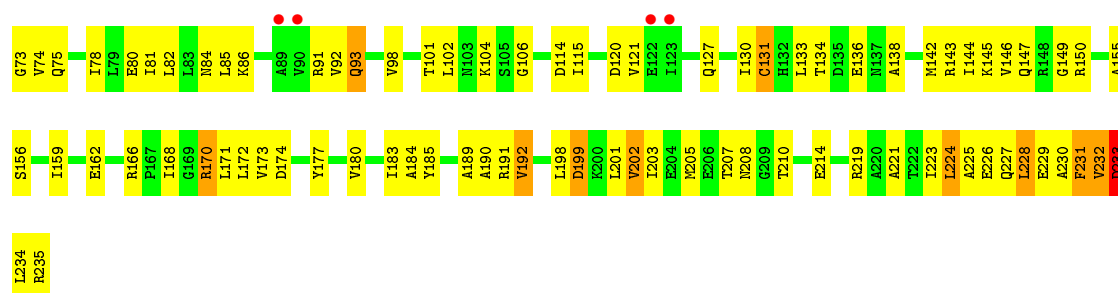 G73 V74 Q75 I78 L79 E80 I81 L82 L83 N84 L85 K86 A89 V90 R91 V92 Q93 V98 T101 L102 N103 K104 S105 G106 D114 I115 D120 V121 E122 I123 Q127 I130 C131 H132 L133 T134 D135 E136 N137 A138 M142 R143 I144 K145 V146 Q147 R148 G149 R150 A155
S156 I159 E162 R166 P167 I168 G169 R170 L171 L172 V173 D174 Y177 V180 I183 A184 Y185 A189 A190 R191 V192 L198 D199 K200 L201 V202 I203 E204 M205 E206 T207 N208 G209 T210 E214 R219 A220 A221 T222 I223 L224 A225 E226 Q227 L228 E229 A230 F231 V232 D233
L234 R235